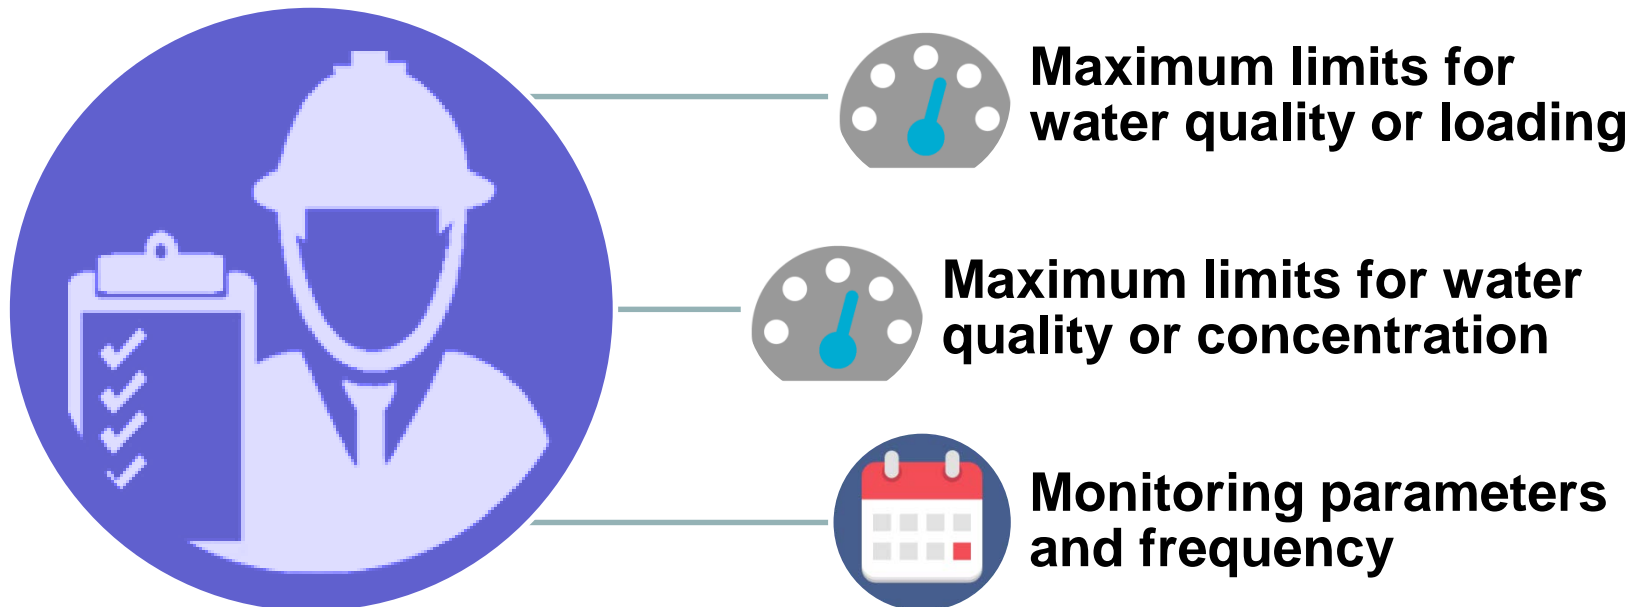 Maximum limits for
water quality or loading
Maximum limits for water
quality or concentration
Monitoring parameters
and frequency